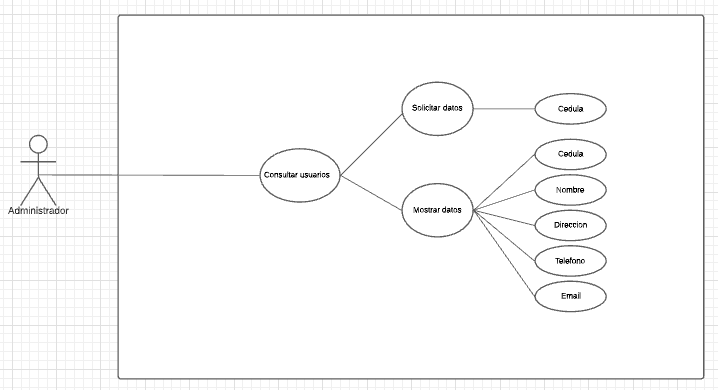 Administrador
Consultar usuarios
Solicitar datos
Cedula
Mostrar datos
Cedula
Nombre
Direccion
Telefono
Email